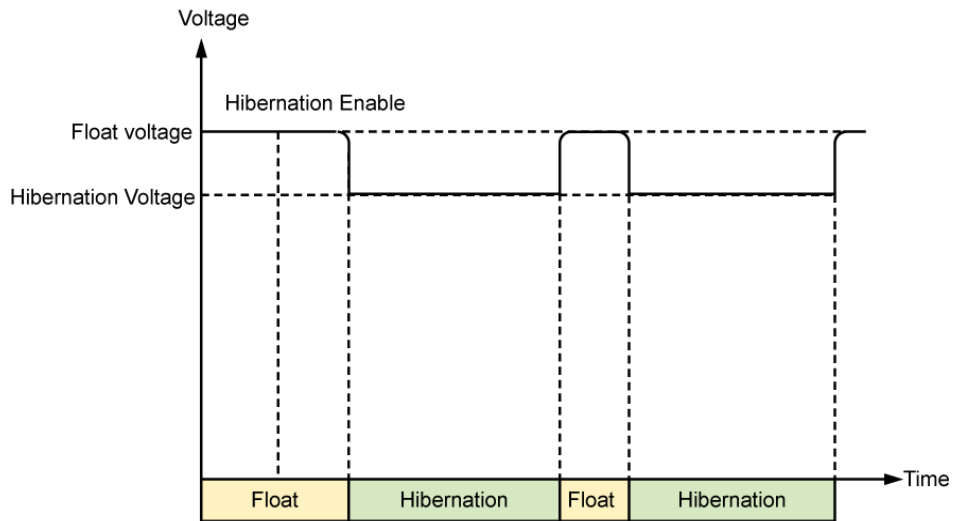 Voltage
Hibernation Enable
Float voltage
Hibernation Voltage
Time
Float
Hibernation
Float
Hibernation